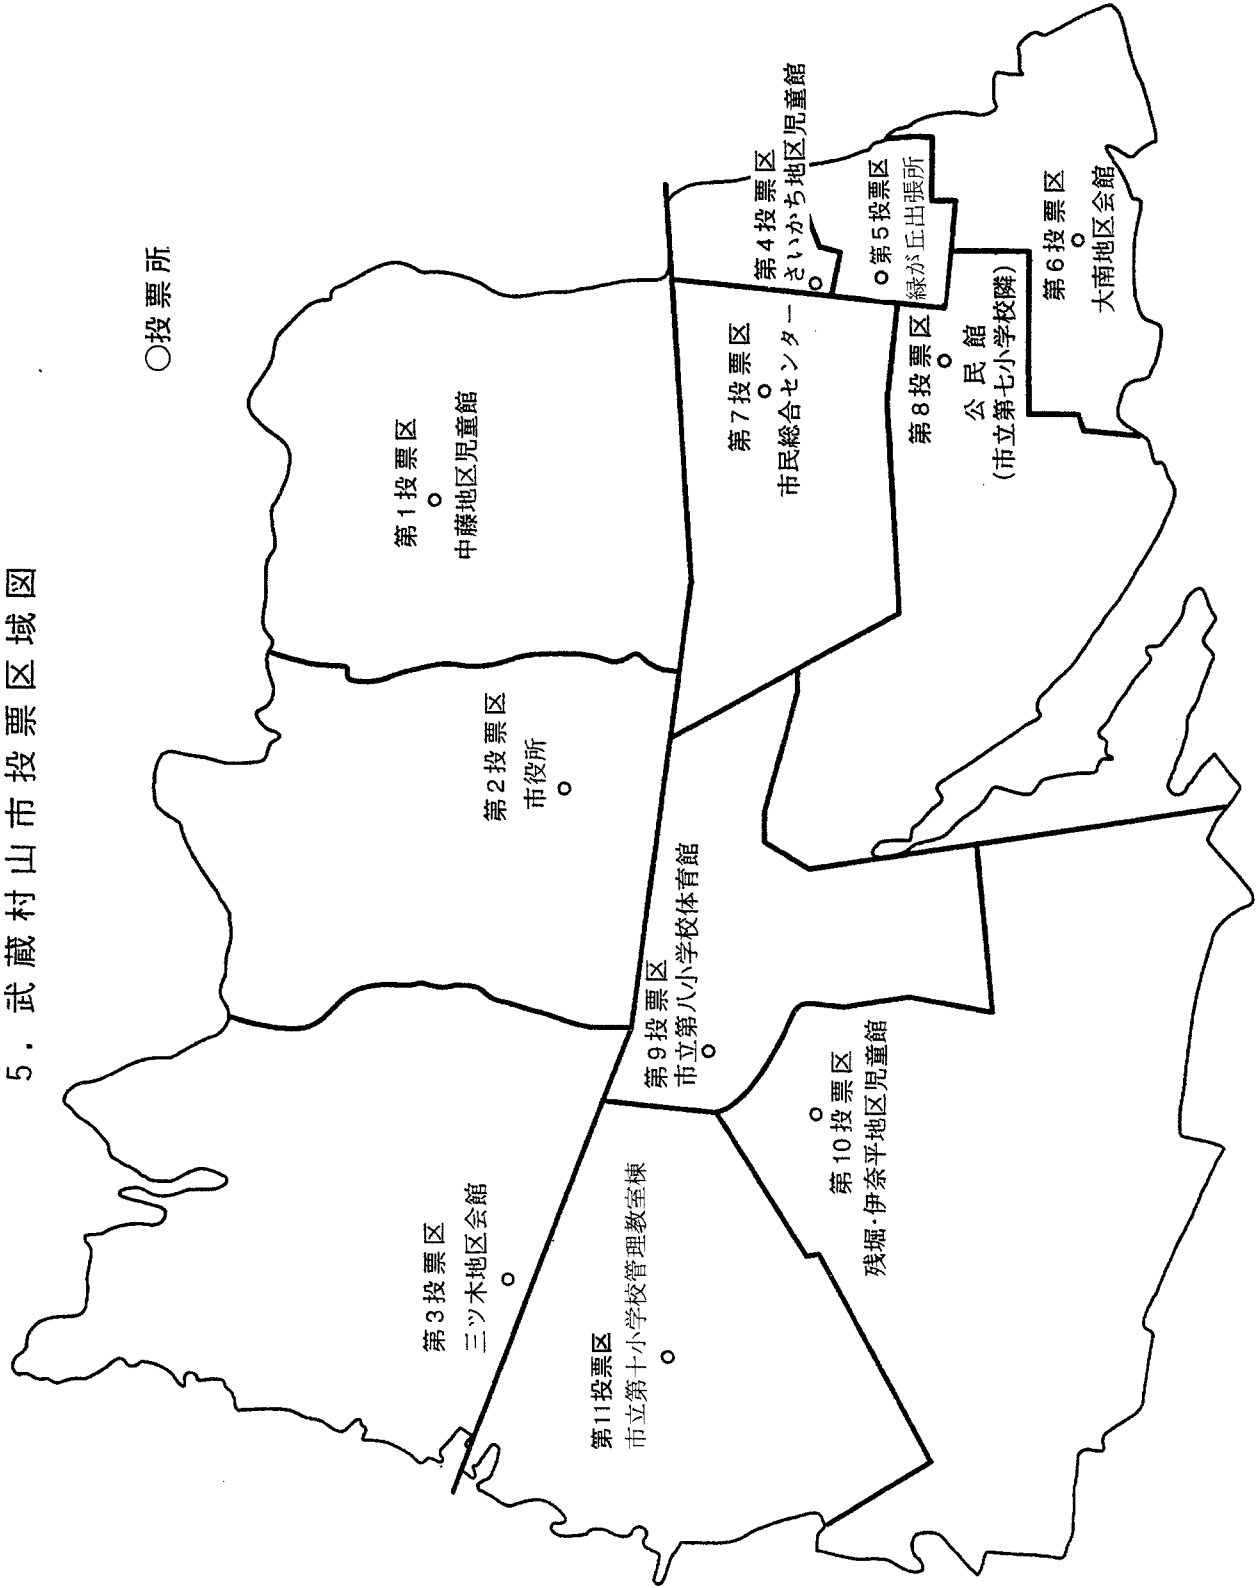 5．武蔵村山市投票区域図
○投票所
第1投票区
中藤地区児童館
第2投票区
市役所
第3投票区
三ツ木地区会館
第4投票区
さいかち地区児童館
第5投票区
緑が丘出張所
第6投票区
大南地区会館
第7投票区
市民総合センター
第8投票区
公民館
(市立第七小学校隣)
第9投票区
市立第八小学校体育館
第10投票区
残堀・伊奈平地区児童館
第11投票区
市立第十小学校管理教室棟